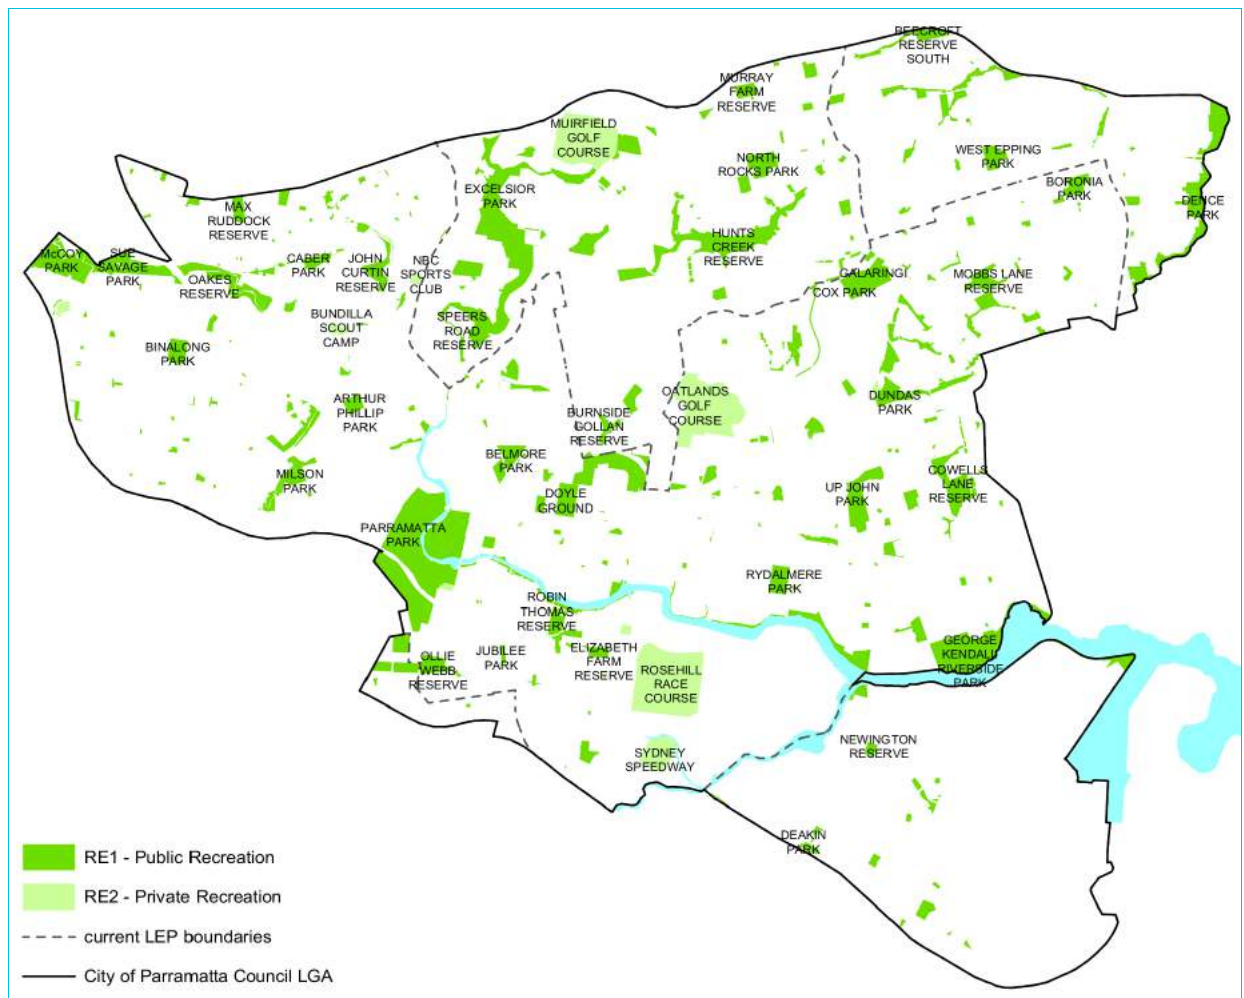 BEECROFT
RESERVE
SOUTH
MURRAY
FARM
RESERVE
MUIRFIELD
GOLF
COURSE
WEST EPPING
PARK
NORTH
ROCKS PARK
BORONIA
PARK
EXCELSIOR
PARK
DENCE
PARK
MAX
RUDDOCK
RESERVE
HUNTS
CREEK
RESERVE
McCOY
PARK
SUE
SAVAGE
PARK
OAKES
RESERVE
CABER
PARK
JOHN
CURTIN
RESERVE
NBC
SPORTS
CLUB
GALARINGI
COX PARK
MOBBS LANE
RESERVE
BUNDILLA
SCOUT
CAMP
SPEERS
ROAD
RESERVE
BINALONG
PARK
ARTHUR
PHILLIP
PARK
OATLANDS
GOLF
COURSE
DUNDAS
PARK
BURNSIDE
GOLLAN
RESERVE
BELMORE
PARK
MILSON
PARK
DOYLE
GROUND
UP JOHN
PARK
COWELLS
LANE
RESERVE
PARRAMATTA
PARK
RYDALMERE
PARK
ROBIN
THOMAS
RESERVE
OLLIE
WEBB
RESERVE
JUBILEE
PARK
ELIZABETH
FARM
RESERVE
ROSEHILL
RACE
COURSE
GEORGE
KENDALL
RIVERSIDE
PARK
SYDNEY
SPEEDWAY
NEWINGTON
RESERVE
DEAKIN
PARK
RE1 - Public Recreation
RE2 - Private Recreation
current LEP boundaries
City of Parramatta Council LGA